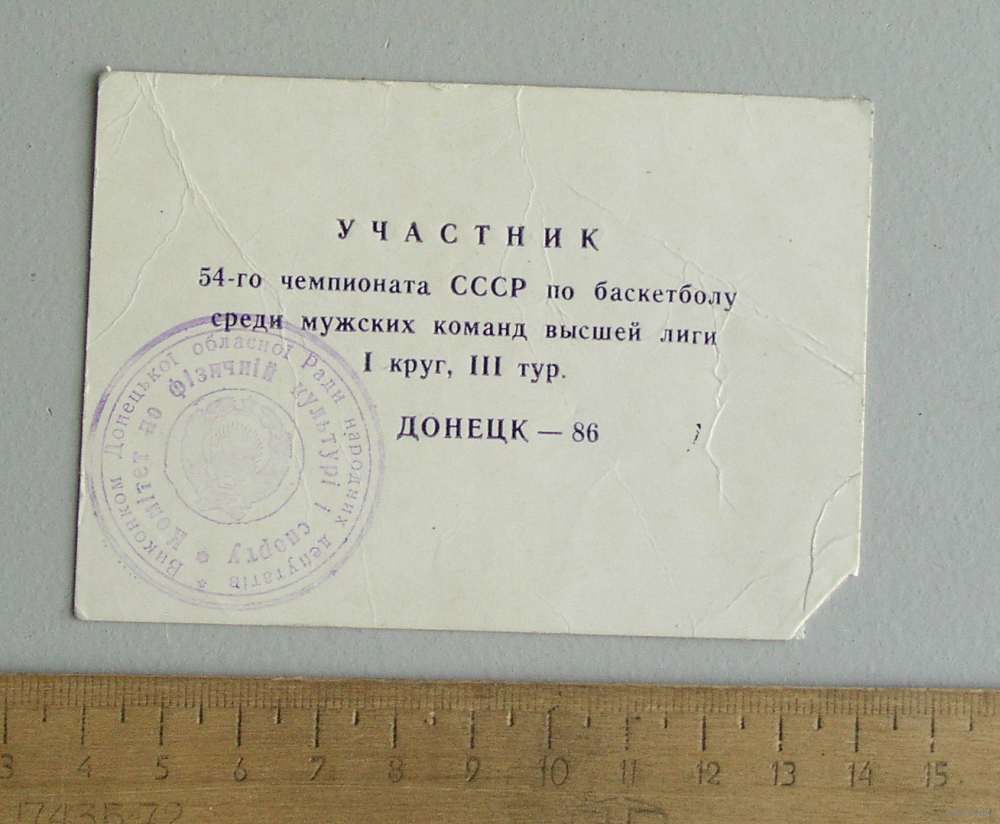 УЧАСТНИК
54-го чемпионата СССР по баскетболу
среди мужских команд высшей лиги
I круг, III тур.
ДОНЕЦК — 86
* Виконком Донецької обласної Ради народних депутатів
* Комітет по фізичній культурі і спорту
3 4 5 6 7 8 9 10 11 12 13 14 15
17435-72